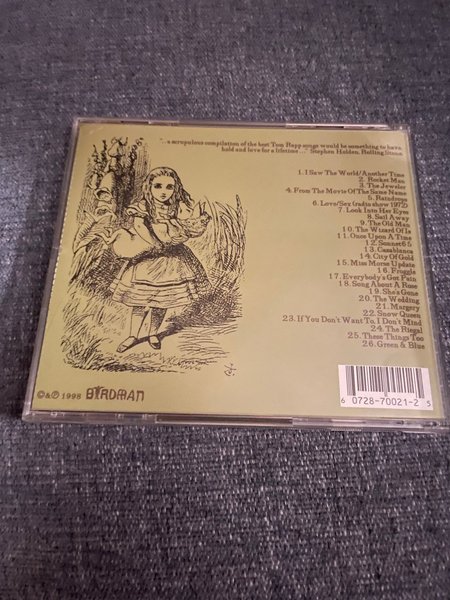 "...a scrupulous compilation of the best Tom Rapp songs would be something to have,
hold and love for a lifetime..." Stephen Holden, Rolling Stone
1. I Saw The World/Another Time
2. Rocket Man
3. The Jeweler
4. From The Movie Of The Same Name
5. Raindrops
6. Love/Sex (radio show 1972)
7. Look Into Her Eyes
8. Sail Away
9. The Old Man
10. The Wizard Of Is
11. Once Upon A Time
12. Sonnet 65
13. Casablanca
14. City Of Gold
15. Miss Morse Update
16. Froggie
17. Everybody's Got Pain
18. Song About A Rose
19. She's Gone
20. The Wedding
21. Margery
22. Snow Queen
23. If You Don't Want To, I Don't Mind
24. The Riegal
25. These Things Too
26. Green & Blue
©&℗ 1998 BIRDMAN
6 0728-70021-2 5